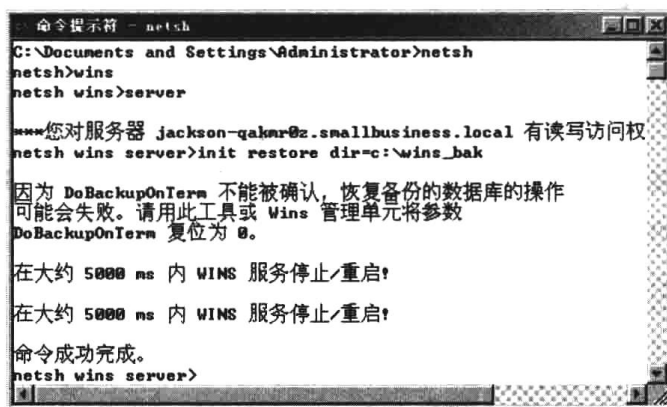 命令提示符 - netsh
C:\Documents and Settings\Administrator>netsh
netsh>wins
netsh wins>server
***您对服务器 jackson-qakmr0z.smallbusiness.local 有读写访问权
netsh wins server>init restore dir=c:\wins_bak
因为 DoBackupOnTerm 不能被确认，恢复备份的数据库的操作
可能会失败。请用此工具或 Wins 管理单元将参数
DoBackupOnTerm 复位为 0。
在大约 5000 ms 内 WINS 服务停止/重启!
在大约 5000 ms 内 WINS 服务停止/重启!
命令成功完成。
netsh wins server>